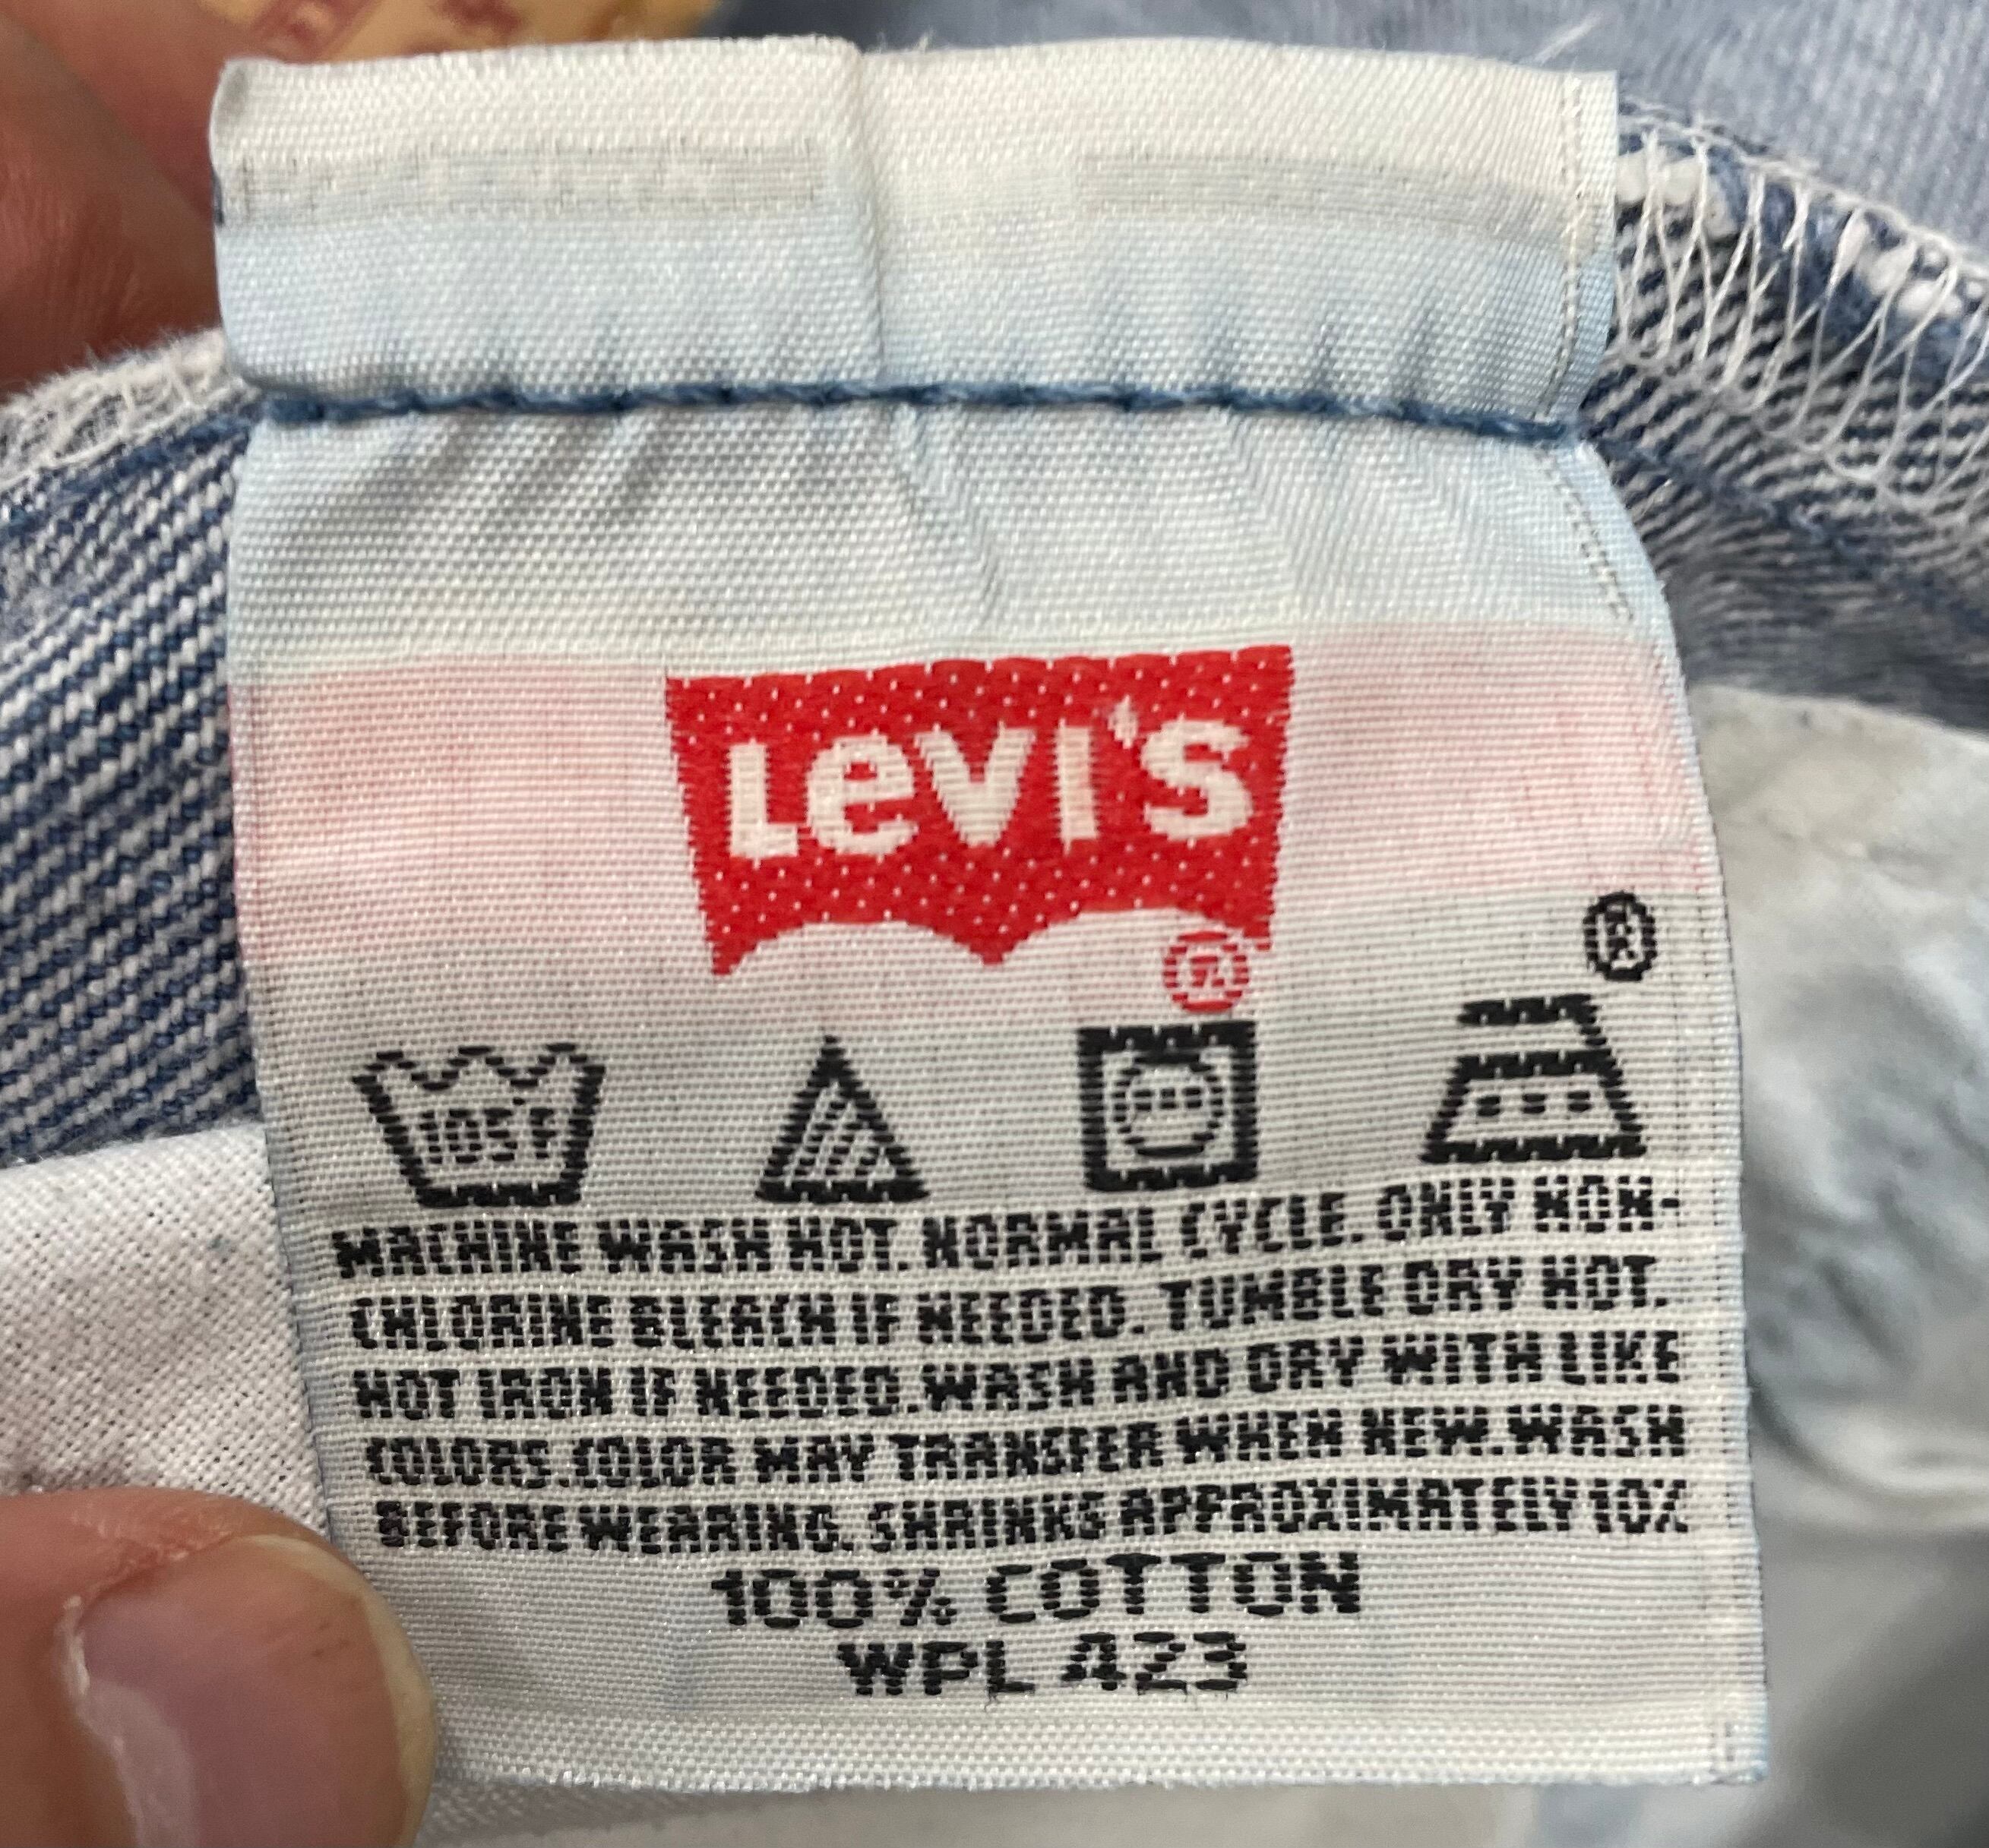 Levi's
®
®
105°F
MACHINE WASH HOT. NORMAL CYCLE. ONLY NON-
CHLORINE BLEACH IF NEEDED. TUMBLE DRY HOT.
HOT IRON IF NEEDED. WASH AND DRY WITH LIKE
COLORS. COLOR MAY TRANSFER WHEN NEW. WASH
BEFORE WEARING. SHRINKS APPROXIMATELY 10%
100% COTTON
WPL 423